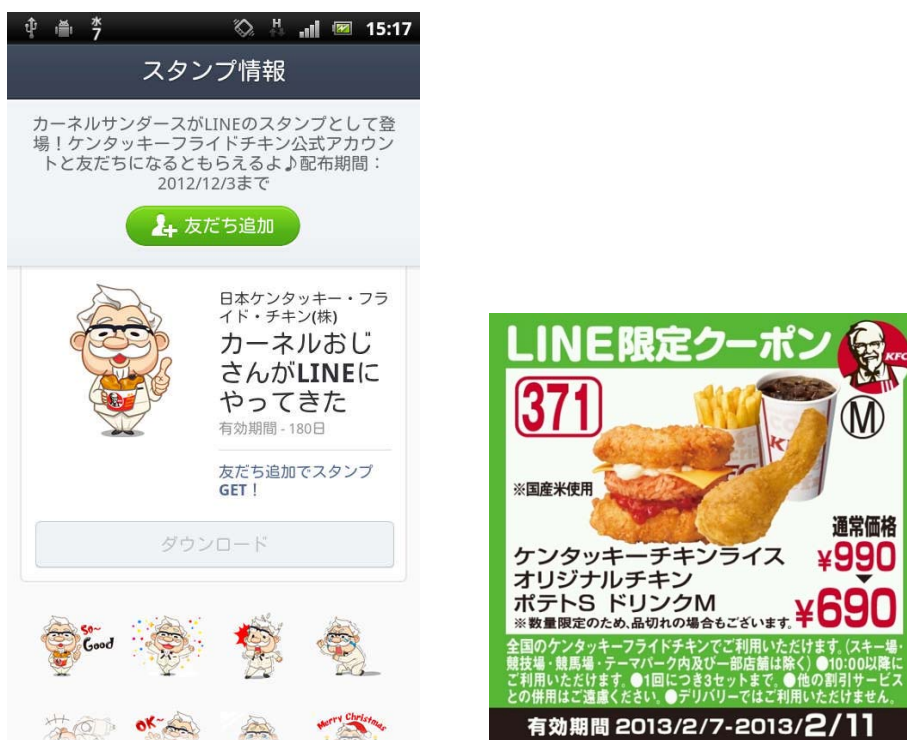 水
7
H
15:17
スタンプ情報
カーネルサンダースがLINEのスタンプとして登
場！ケンタッキーフライドチキン公式アカウン
トと友だちになるともらえるよ♪配布期間：
2012/12/3まで
友だち追加
日本ケンタッキー・フラ
イド・チキン(株)
カーネルおじ
さんがLINEに
やってきた
有効期間 - 180日
友だち追加でスタンプ
GET！
ダウンロード
So~
Good
OK~
Merry Christmas
LINE限定クーポン
KFC
371
M
※国産米使用
通常価格
ケンタッキーチキンライス
¥990
オリジナルチキン
ポテトS ドリンクM
¥690
※数量限定のため、品切れの場合もございます。
全国のケンタッキーフライドチキンでご利用いただけます。(スキー場・
競技場・競馬場・テーマパーク内及び一部店舗は除く)●10:00以降に
ご利用いただけます。●1回につき3セットまで。●他の割引サービス
との併用はご遠慮ください。●デリバリーではご利用いただけません。
有効期間 2013/2/7-2013/2/11